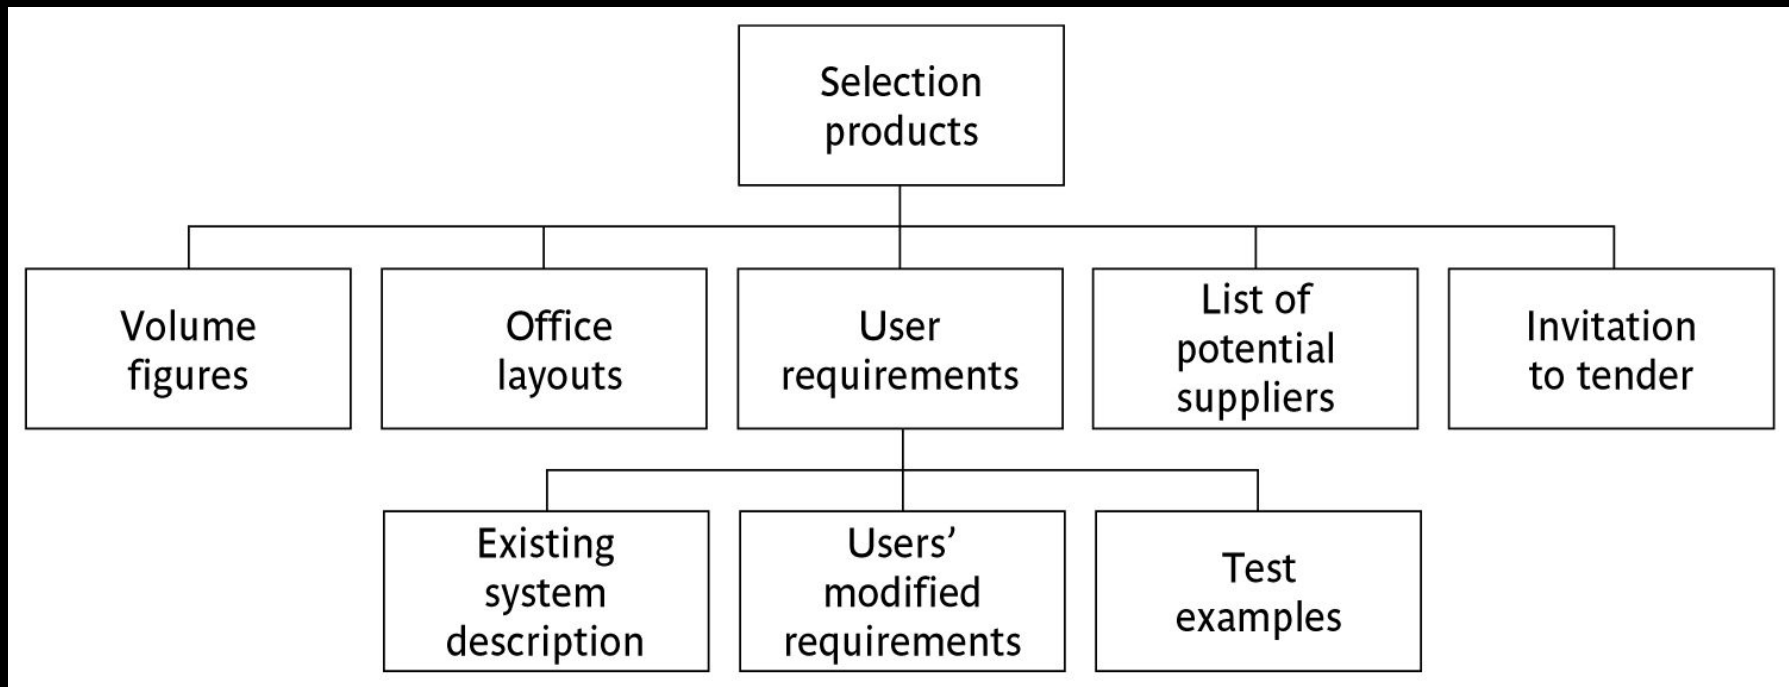 Selection
products
Volume
figures
Office
layouts
User
requirements
List of
potential
suppliers
Invitation
to tender
Existing
system
description
Users’
modified
requirements
Test
examples